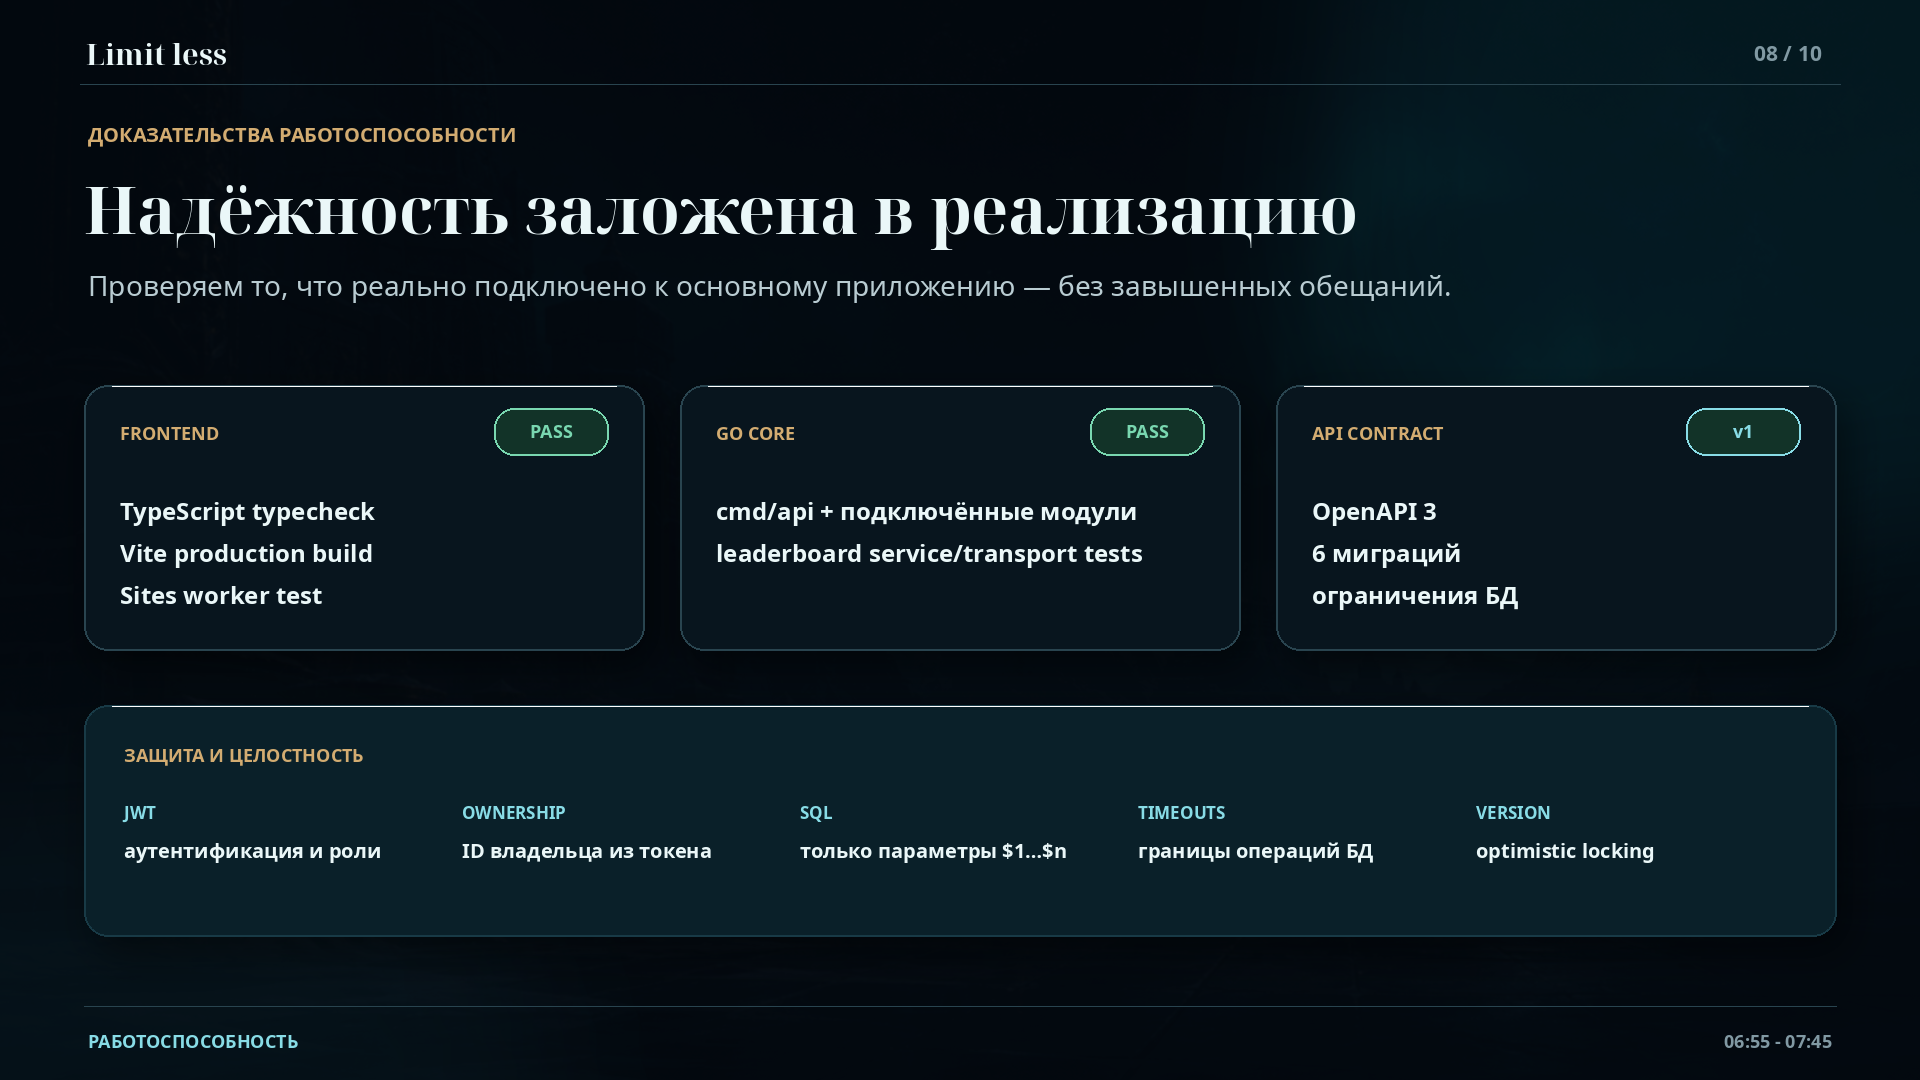 Limit less
08 / 10
ДОКАЗАТЕЛЬСТВА РАБОТОСПОСОБНОСТИ
Надёжность заложена в реализацию
Проверяем то, что реально подключено к основному приложению — без завышенных обещаний.
FRONTEND
PASS
TypeScript typecheck
Vite production build
Sites worker test
GO CORE
PASS
cmd/api + подключённые модули
leaderboard service/transport tests
API CONTRACT
v1
OpenAPI 3
6 миграций
ограничения БД
ЗАЩИТА И ЦЕЛОСТНОСТЬ
JWT
аутентификация и роли
OWNERSHIP
ID владельца из токена
SQL
только параметры $1…$n
TIMEOUTS
границы операций БД
VERSION
optimistic locking
РАБОТОСПОСОБНОСТЬ
06:55 - 07:45